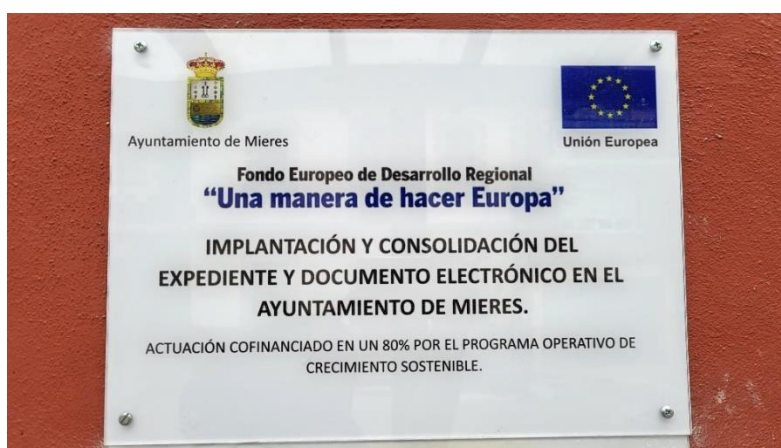 Ayuntamiento de Mieres
Unión Europea
Fondo Europeo de Desarrollo Regional
“Una manera de hacer Europa”
IMPLANTACIÓN Y CONSOLIDACIÓN DEL
EXPEDIENTE Y DOCUMENTO ELECTRÓNICO EN EL
AYUNTAMIENTO DE MIERES.
ACTUACIÓN COFINANCIADO EN UN 80% POR EL PROGRAMA OPERATIVO DE
CRECIMIENTO SOSTENIBLE.